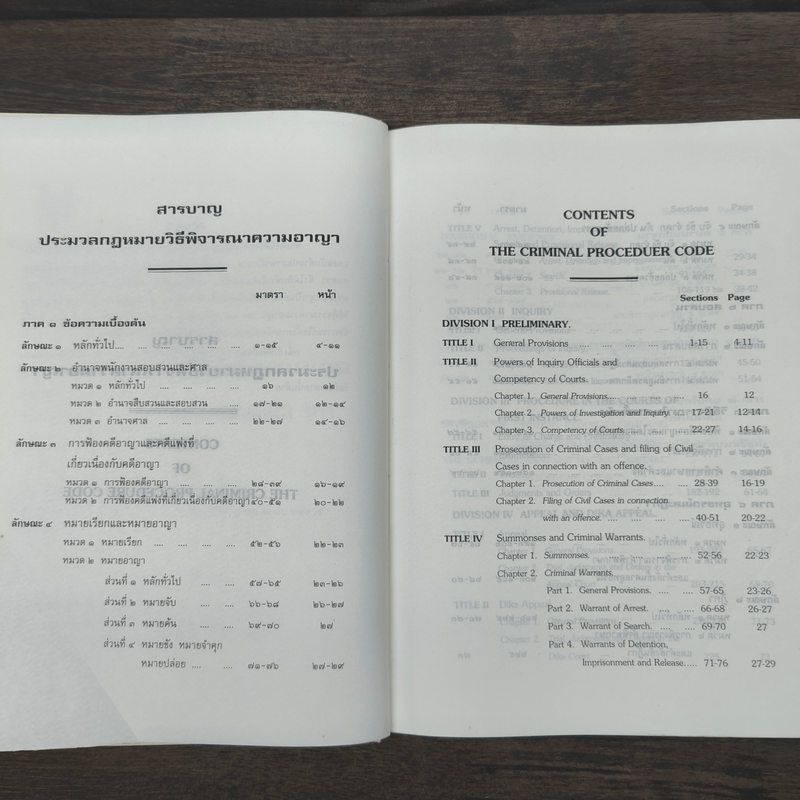 สารบาญ
ประมวลกฎหมายวิธีพิจารณาความอาญา
มาตรา หน้า
ภาค ๑ ข้อความเบื้องต้น
ลักษณะ ๑ หลักทั่วไป.... .... .... .... .... .... ๑-๑๕ ๔-๑๑
ลักษณะ ๒ อำนาจพนักงานสอบสวนและศาล
หมวด ๑ หลักทั่วไป .... .... .... .... ๑๖ ๑๒
หมวด ๒ อำนาจสืบสวนและสอบสวน .... ๑๗-๒๑ ๑๒-๑๔
หมวด ๓ อำนาจศาล .... .... .... .... ๒๒-๒๗ ๑๔-๑๖
ลักษณะ ๓ การฟ้องคดีอาญาและคดีแพ่งที่
เกี่ยวเนื่องกับคดีอาญา
หมวด ๑ การฟ้องคดีอาญา .... .... .... ๒๘-๓๙ ๑๖-๑๙
หมวด ๒ การฟ้องคดีแพ่งที่เกี่ยวเนื่องกับคดีอาญา ๔๐-๕๑ ๒๐-๒๒
ลักษณะ ๔ หมายเรียกและหมายอาญา
หมวด ๑ หมายเรียก .... .... .... .... ๕๒-๕๖ ๒๒-๒๓
หมวด ๒ หมายอาญา
ส่วนที่ ๑ หลักทั่วไป .... .... ๕๗-๖๕ ๒๓-๒๖
ส่วนที่ ๒ หมายจับ .... .... ๖๖-๖๘ ๒๖-๒๗
ส่วนที่ ๓ หมายค้น .... .... ๖๙-๗๐ ๒๗
ส่วนที่ ๔ หมายขัง หมายจำคุก
หมายปล่อย .... .... ๗๑-๗๖ ๒๗-๒๙
CONTENTS
OF
THE CRIMINAL PROCEDUER CODE
Sections Page
DIVISION I PRELIMINARY.
TITLE I General Provisions .... .... .... .... 1-15 4-11
TITLE II Powers of Inquiry Officials and
Competency of Courts.
Chapter 1. General Provisions.... .... .... 16 12
Chapter 2. Powers of Investigation and Inquiry. 17-21 12-14
Chapter 3. Competency of Courts.... .... .... 22-27 14-16
TITLE III Prosecution of Criminal Cases and filing of Civil
Cases in connection with an offence.
Chapter 1. Prosecution of Criminal Cases.... .... 28-39 16-19
Chapter 2. Filing of Civil Cases in connection
with an offence. .... .... .... .... 40-51 20-22
TITLE IV Summonses and Criminal Warrants.
Chapter 1. Summonses. .... .... .... .... 52-56 22-23
Chapter 2. Criminal Warrants.
Part 1. General Provisions. .... .... 57-65 23-26
Part 2. Warrant of Arrest. .... .... 66-68 26-27
Part 3. Warrant of Search. .... .... 69-70 27
Part 4. Warrants of Detention,
Imprisonment and Release..... 71-76 27-29